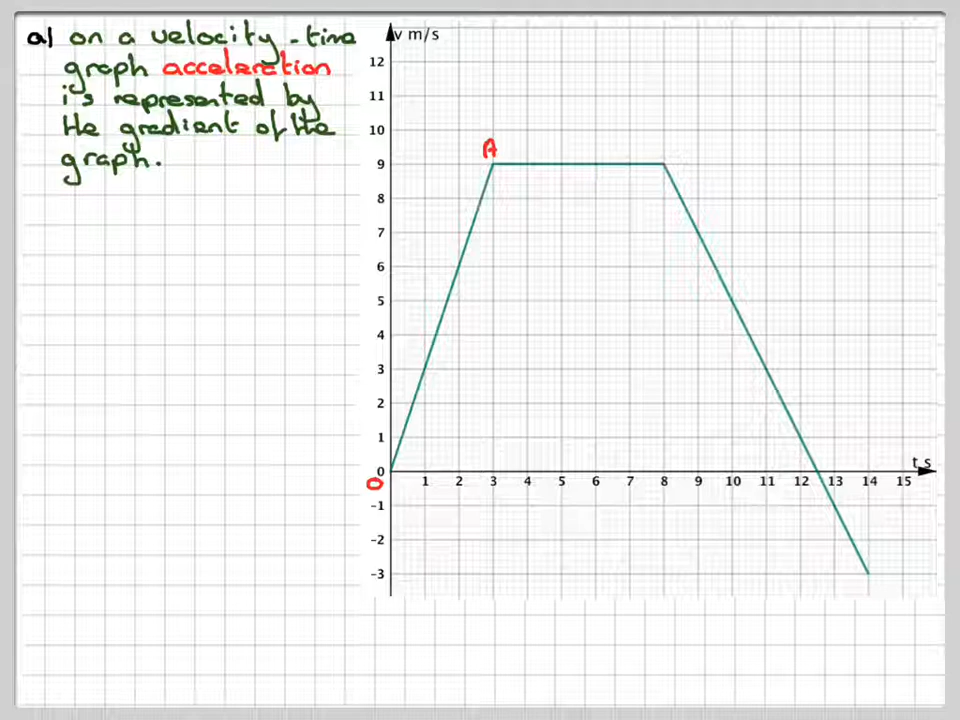 a) on a velocity-time
graph acceleration
is represented by
the gradient of the
graph.
v m/s
12
11
10
A
9
8
7
6
5
4
3
2
1
0
t s
O
1 2 3 4 5 6 7 8 9 10 11 12 13 14 15
-1
-2
-3